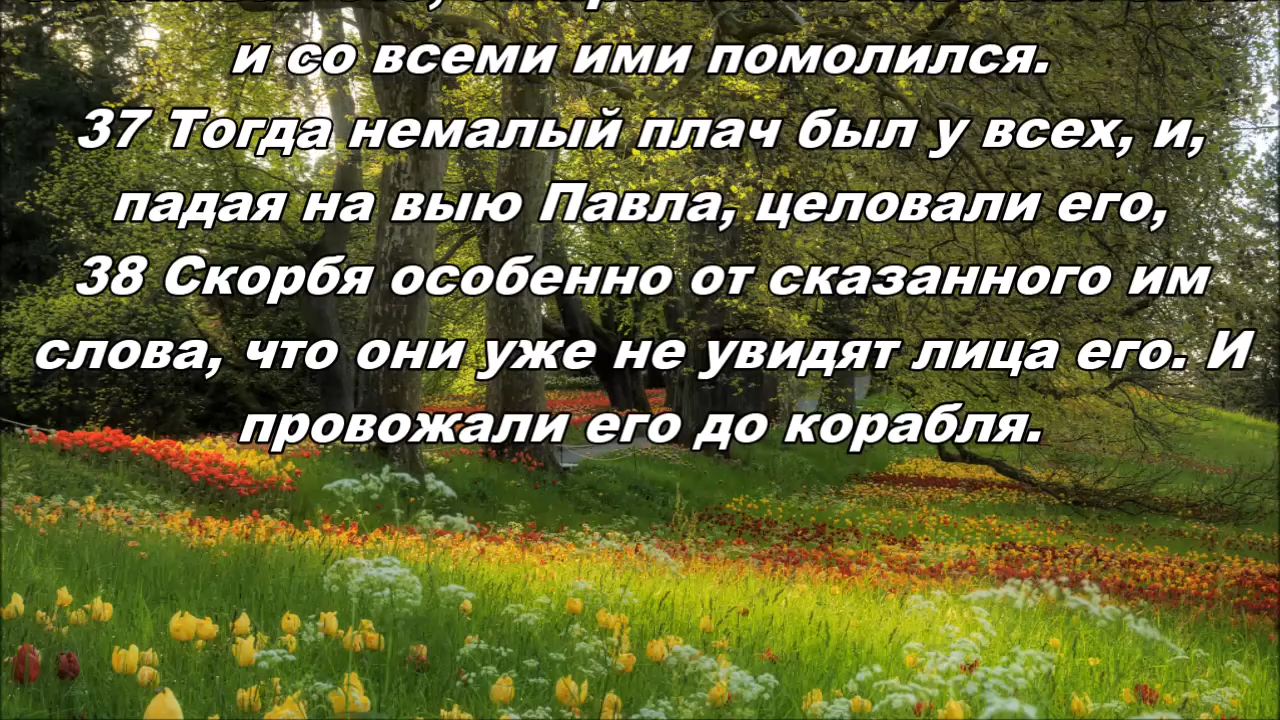 и со всеми ими помолился.
37 Тогда немалый плач был у всех, и,
падая на выю Павла, целовали его,
38 Скорбя особенно от сказанного им
слова, что они уже не увидят лица его. И
провожали его до корабля.